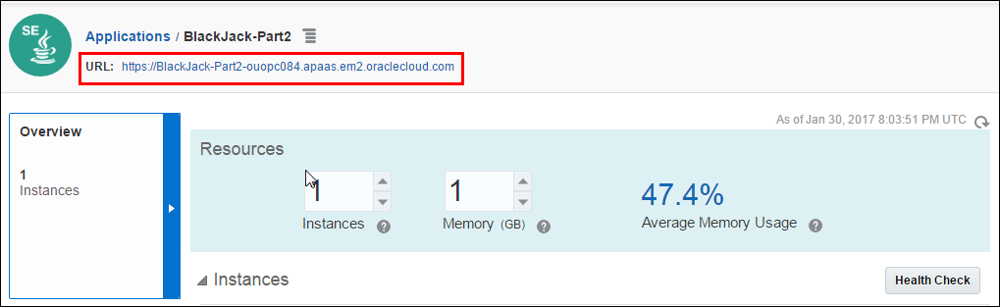 SE
Applications / BlackJack-Part2
URL: https://BlackJack-Part2-ouopc084.apaas.em2.oraclecloud.com
As of Jan 30, 2017 8:03:51 PM UTC
Overview
1
Instances
Resources
1 1 47.4%
Instances ? Memory (GB) ? Average Memory Usage ?
Instances
Health Check